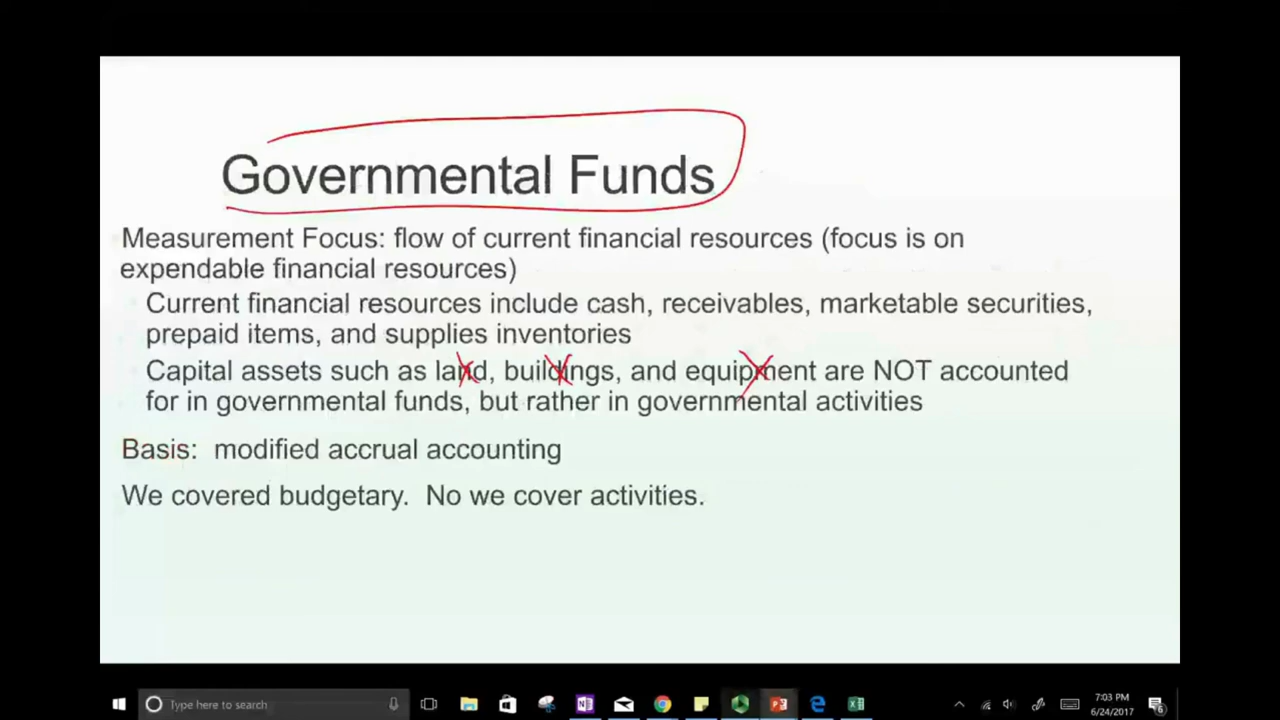 Governmental Funds
Measurement Focus: flow of current financial resources (focus is on
expendable financial resources)
Current financial resources include cash, receivables, marketable securities,
prepaid items, and supplies inventories
Capital assets such as land, buildings, and equipment are NOT accounted
for in governmental funds, but rather in governmental activities
Basis: modified accrual accounting
We covered budgetary. No we cover activities.
Type here to search
7:03 PM
6/24/2017
6